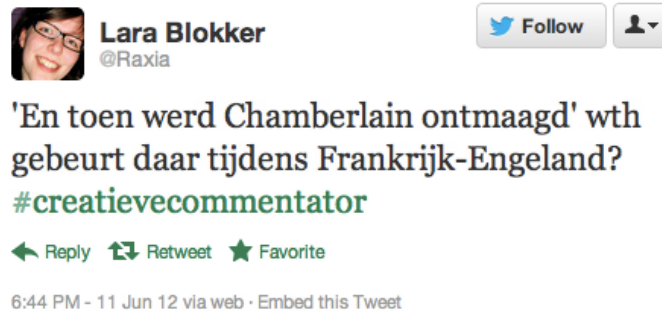 Lara Blokker
@Raxia
Follow
'En toen werd Chamberlain ontmaagd' wth
gebeurt daar tijdens Frankrijk-Engeland?
#creatievecommentator
Reply Retweet Favorite
6:44 PM - 11 Jun 12 via web · Embed this Tweet